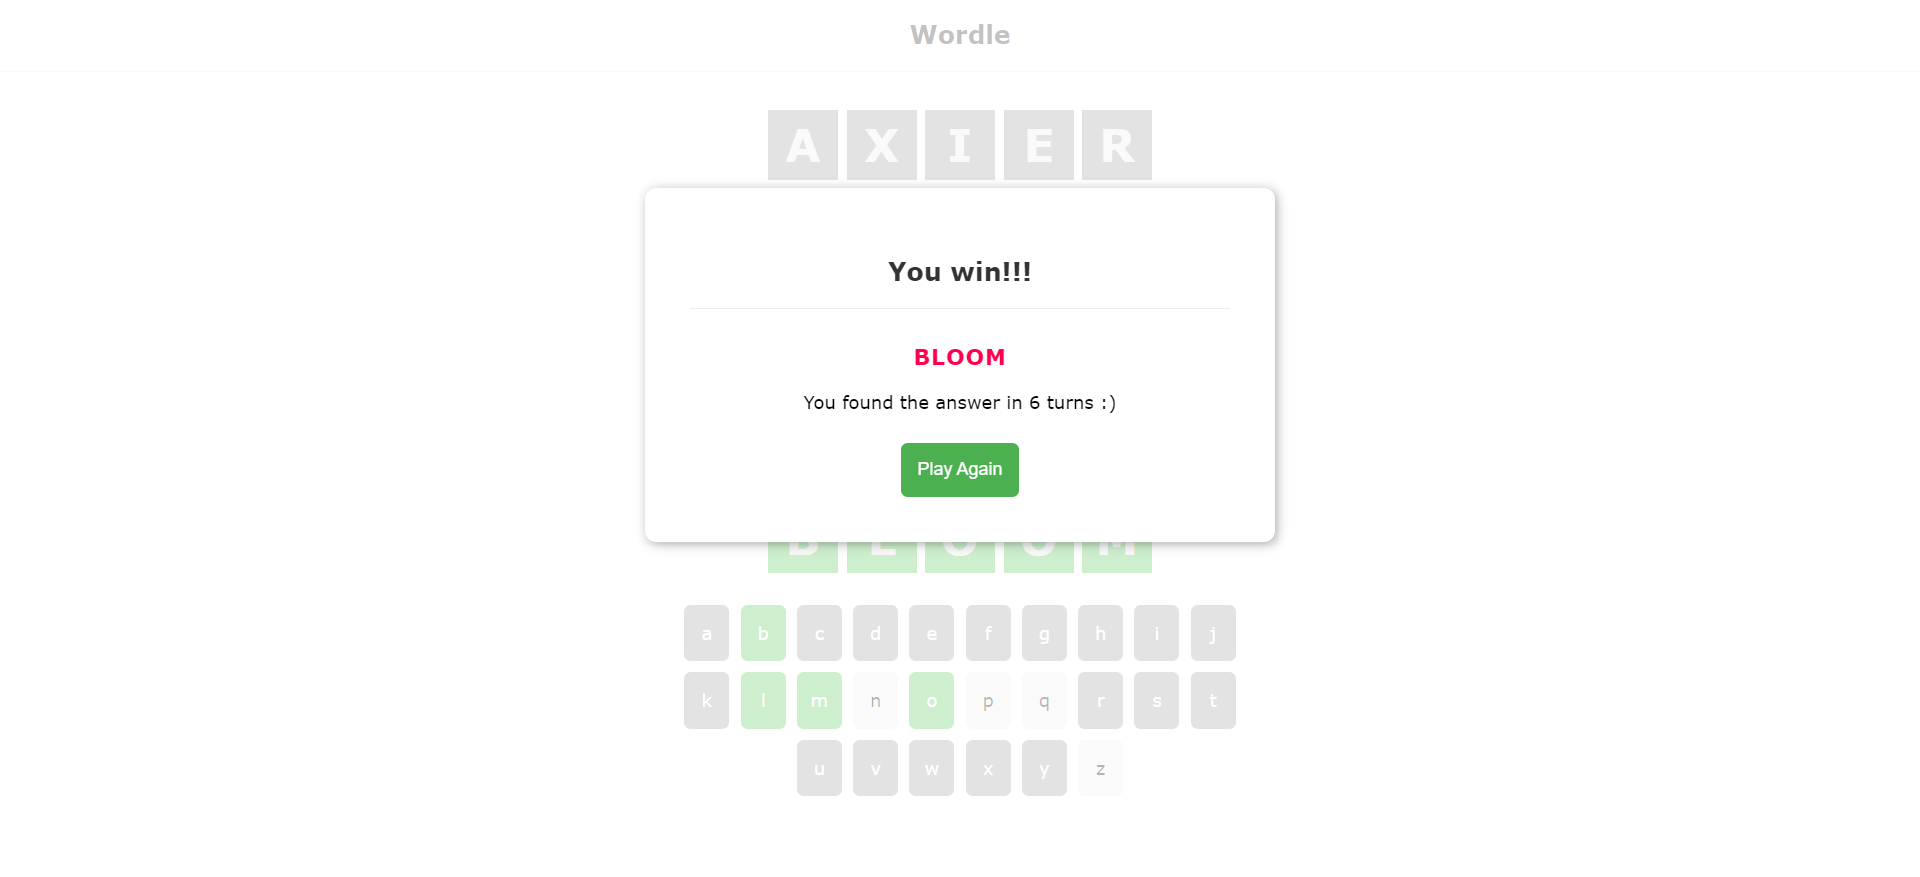 Wordle
A X I E R
You win!!!
BLOOM
You found the answer in 6 turns :)
Play Again
B L O O M
a b c d e f g h i j
k l m n o p q r s t
u v w x y z